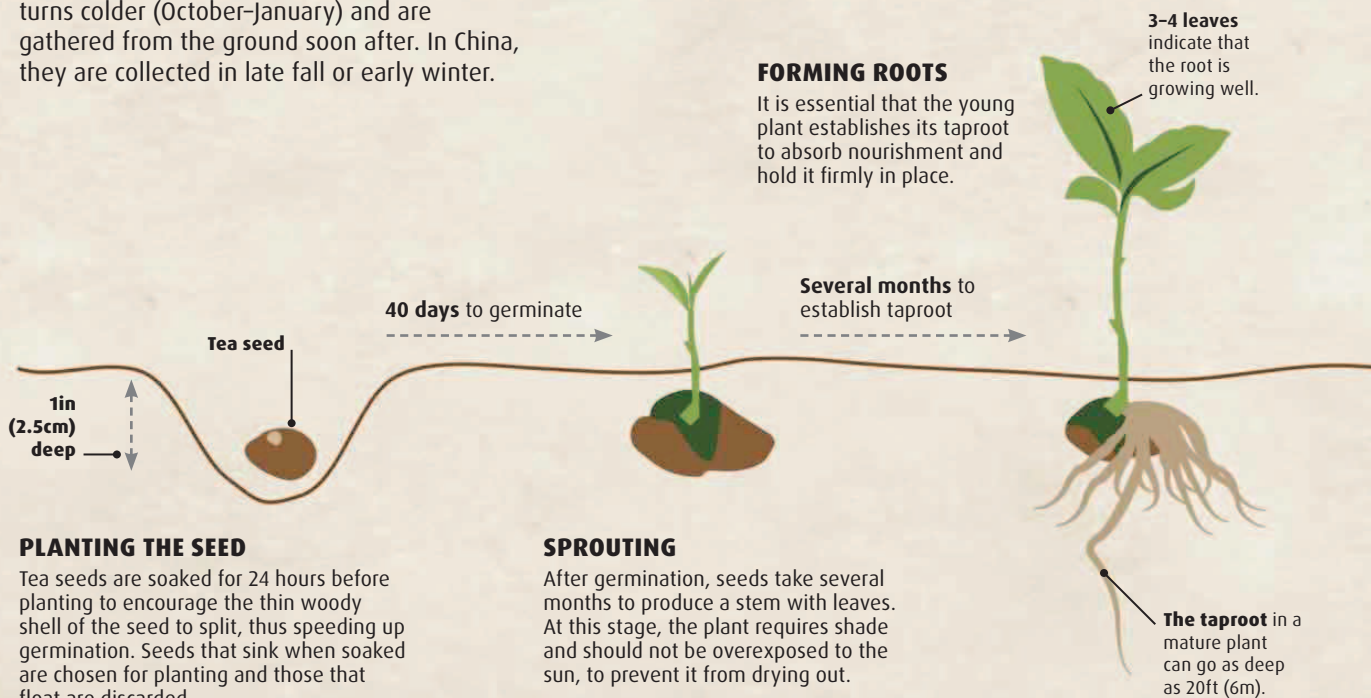 turns colder (October–January) and are
gathered from the ground soon after. In China,
they are collected in late fall or early winter.
FORMING ROOTS
It is essential that the young
plant establishes its taproot
to absorb nourishment and
hold it firmly in place.
3–4 leaves
indicate that
the root is
growing well.
40 days to germinate
Several months to
establish taproot
Tea seed
1in
(2.5cm)
deep
PLANTING THE SEED
Tea seeds are soaked for 24 hours before
planting to encourage the thin woody
shell of the seed to split, thus speeding up
germination. Seeds that sink when soaked
are chosen for planting and those that
float are discarded.
SPROUTING
After germination, seeds take several
months to produce a stem with leaves.
At this stage, the plant requires shade
and should not be overexposed to the
sun, to prevent it from drying out.
The taproot in a
mature plant
can go as deep
as 20ft (6m).